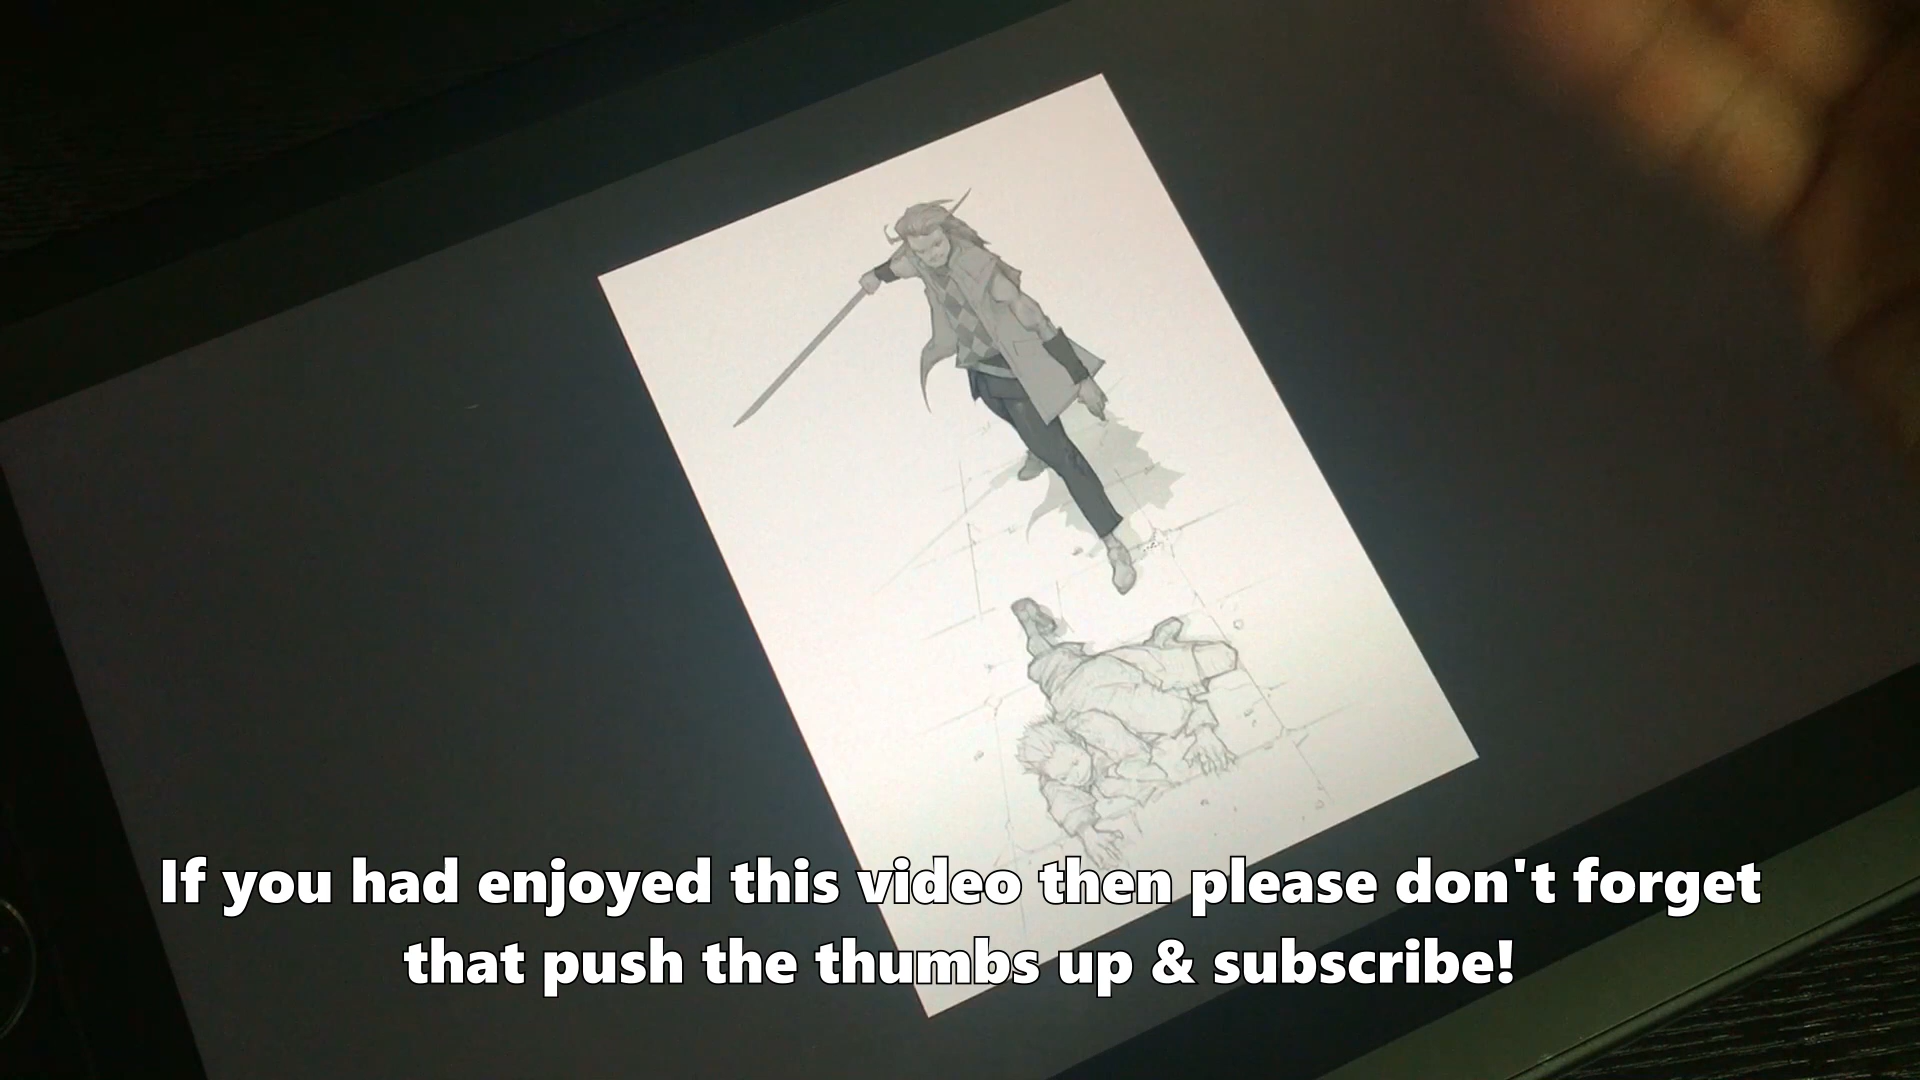 If you had enjoyed this video then please don't forget
that push the thumbs up & subscribe!